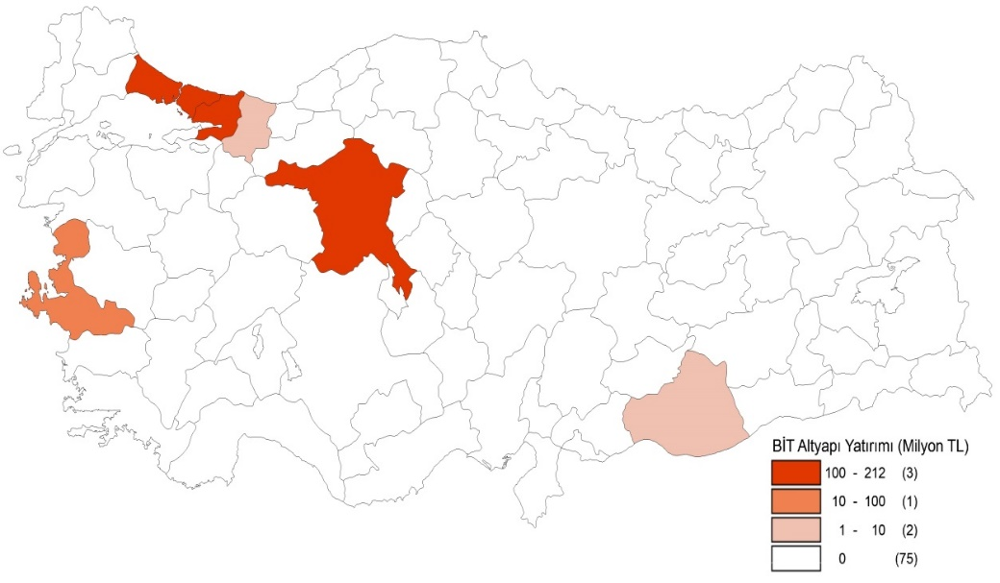 BİT Altyapı Yatırımı (Milyon TL)
100 - 212 (3)
10 - 100 (1)
1 - 10 (2)
0 (75)